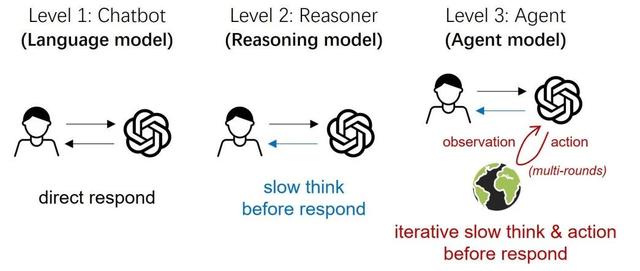 Level 1: Chatbot
(Language model)
direct respond
Level 2: Reasoner
(Reasoning model)
slow think
before respond
Level 3: Agent
(Agent model)
observation
action
(multi-rounds)
iterative slow think & action
before respond